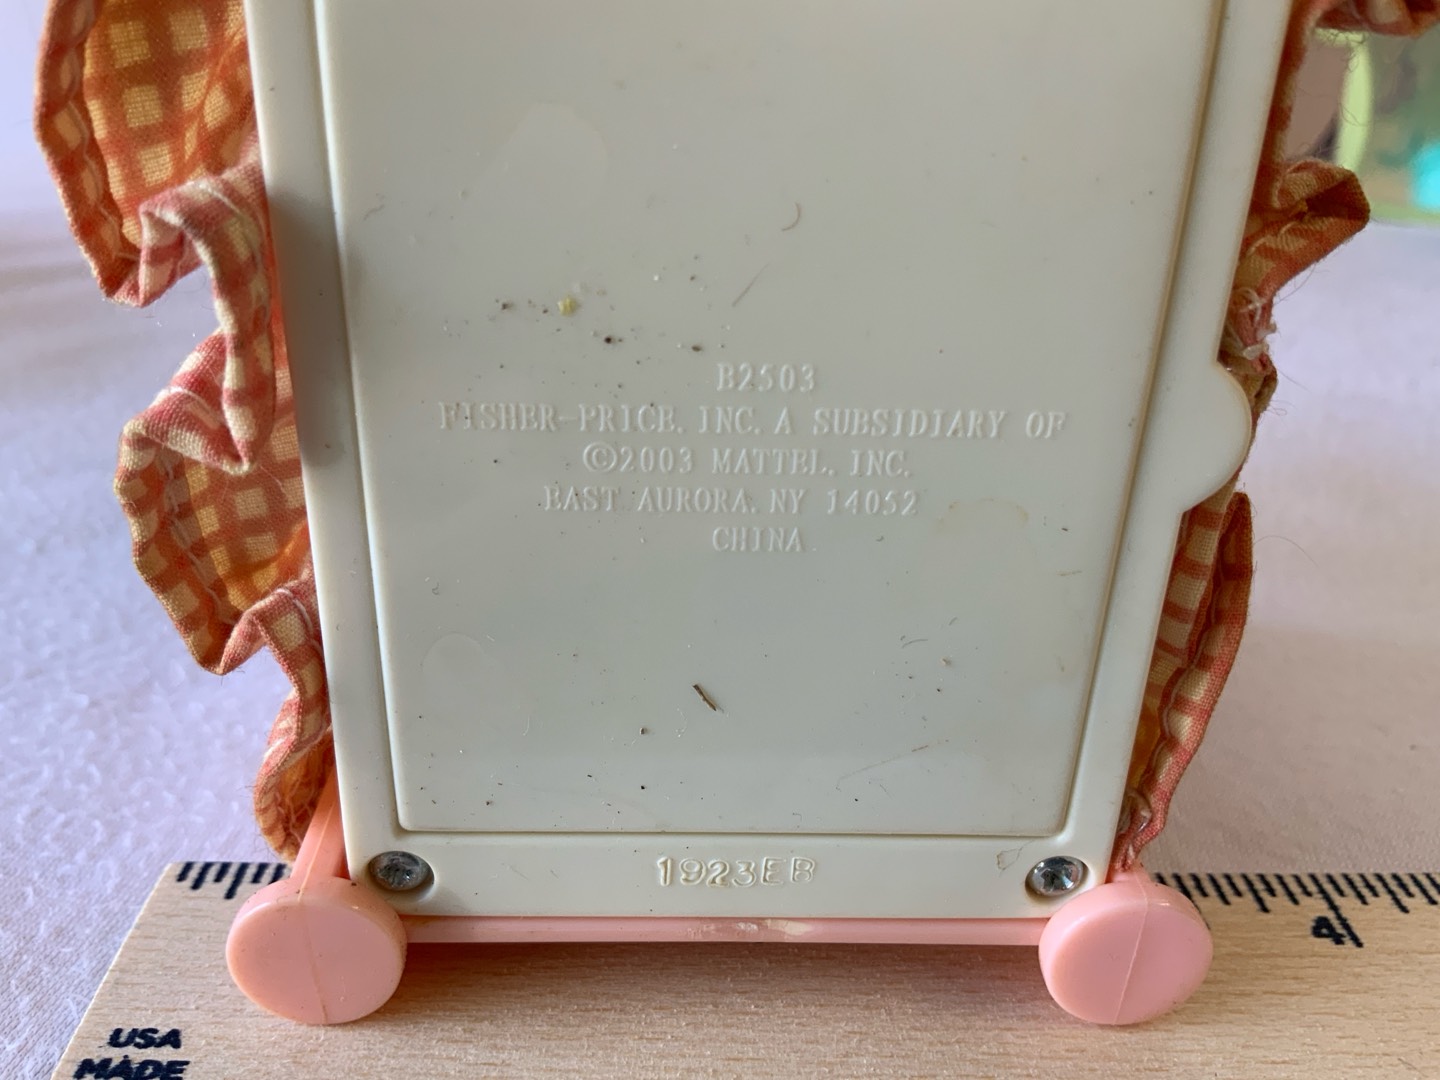 B2503
FISHER-PRICE, INC. A SUBSIDIARY OF
©2003 MATTEL, INC.
EAST AURORA, NY 14052
CHINA
1923EB
4
USA
MADE